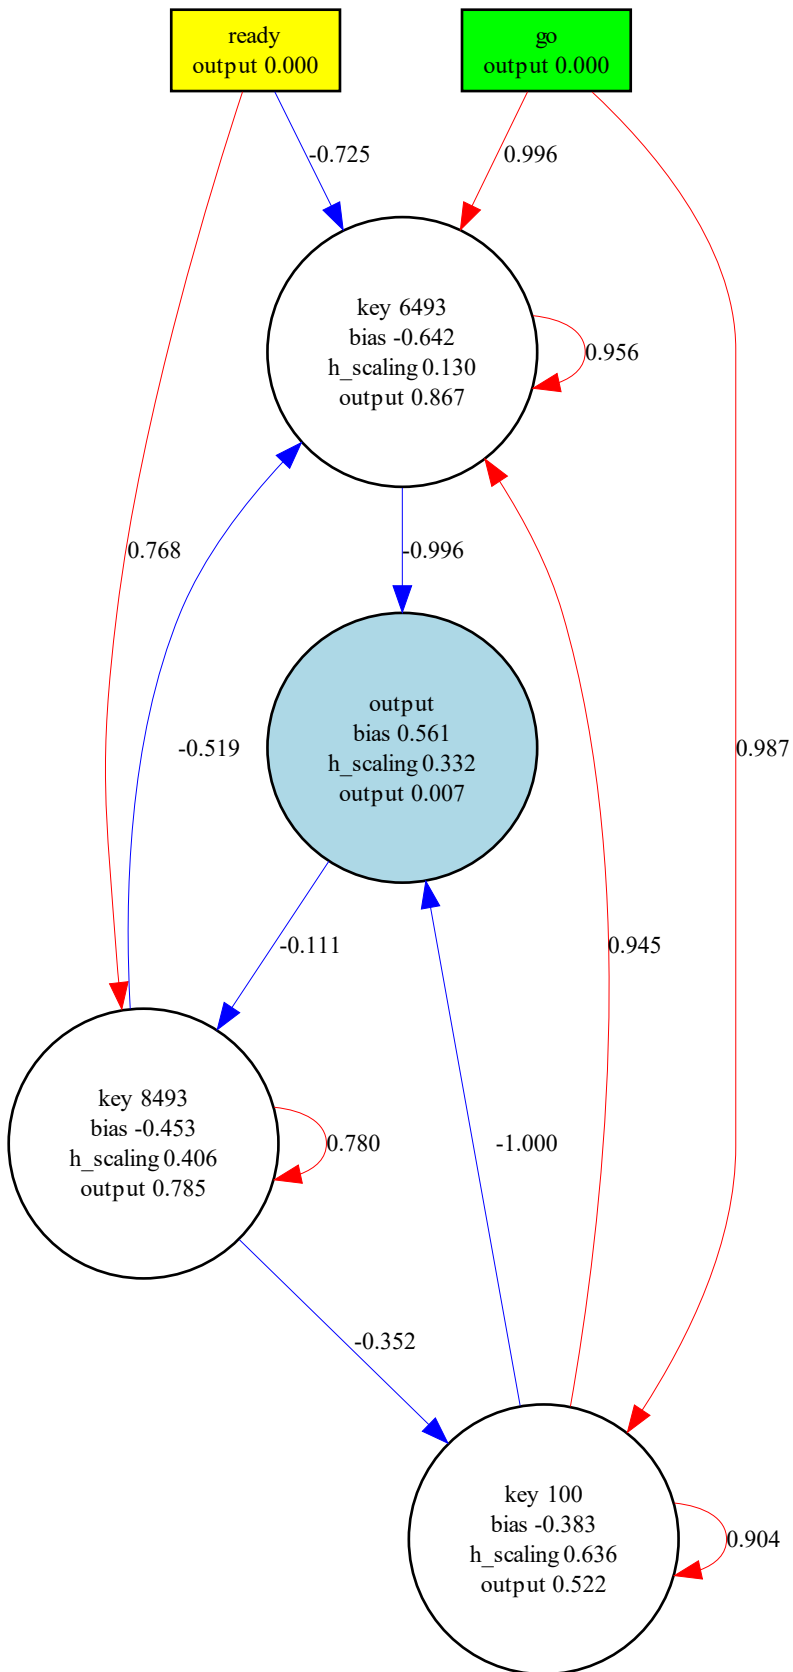 ready
output 0.000
go
output 0.000
-0.725
0.996
key 6493
bias -0.642
h_scaling 0.130
output 0.867
0.956
0.768
-0.996
output
bias 0.561
h_scaling 0.332
output 0.007
-0.519
0.987
-0.111
0.945
key 8493
bias -0.453
h_scaling 0.406
output 0.785
0.780
-1.000
-0.352
key 100
bias -0.383
h_scaling 0.636
output 0.522
0.904